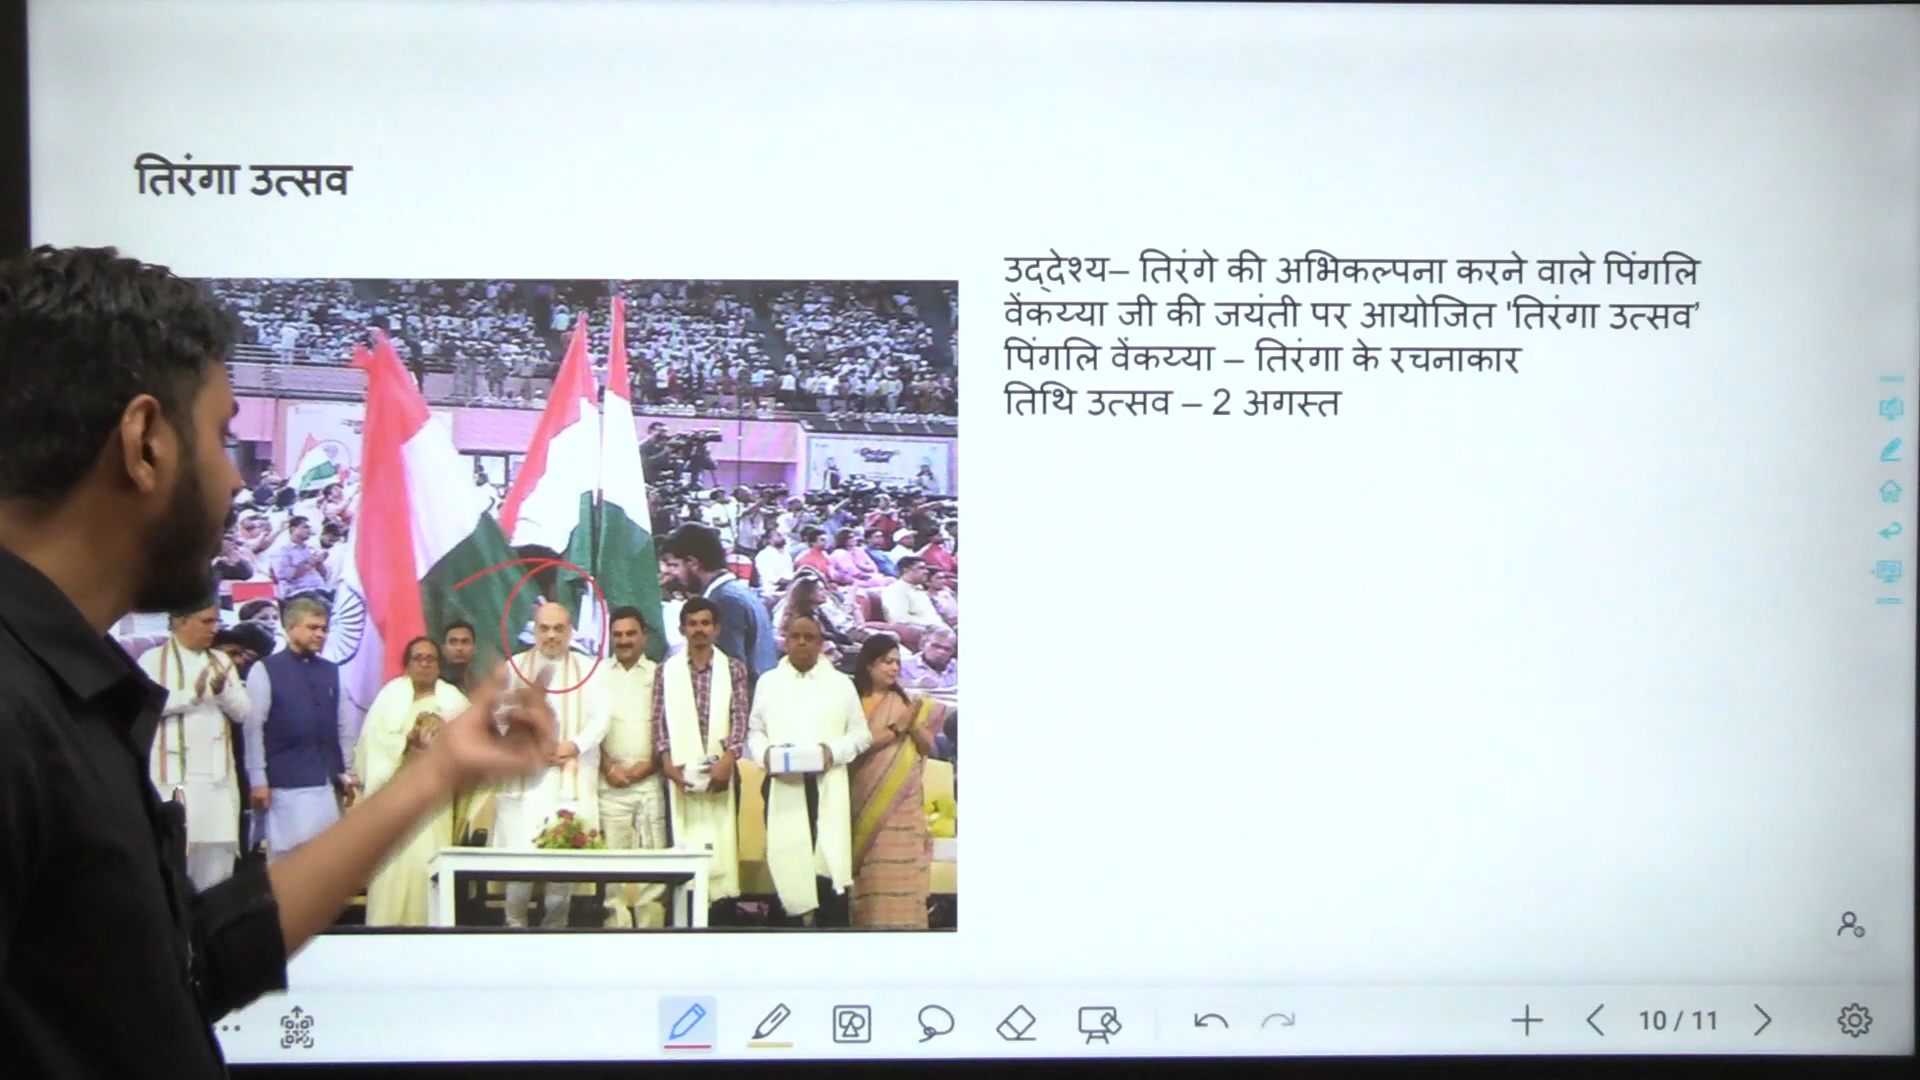 तिरंगा उत्सव
उद्देश्य– तिरंगे की अभिकल्पना करने वाले पिंगलि
वेंकय्या जी की जयंती पर आयोजित 'तिरंगा उत्सव’
पिंगलि वेंकय्या – तिरंगा के रचनाकार
तिथि उत्सव – 2 अगस्त
10 / 11